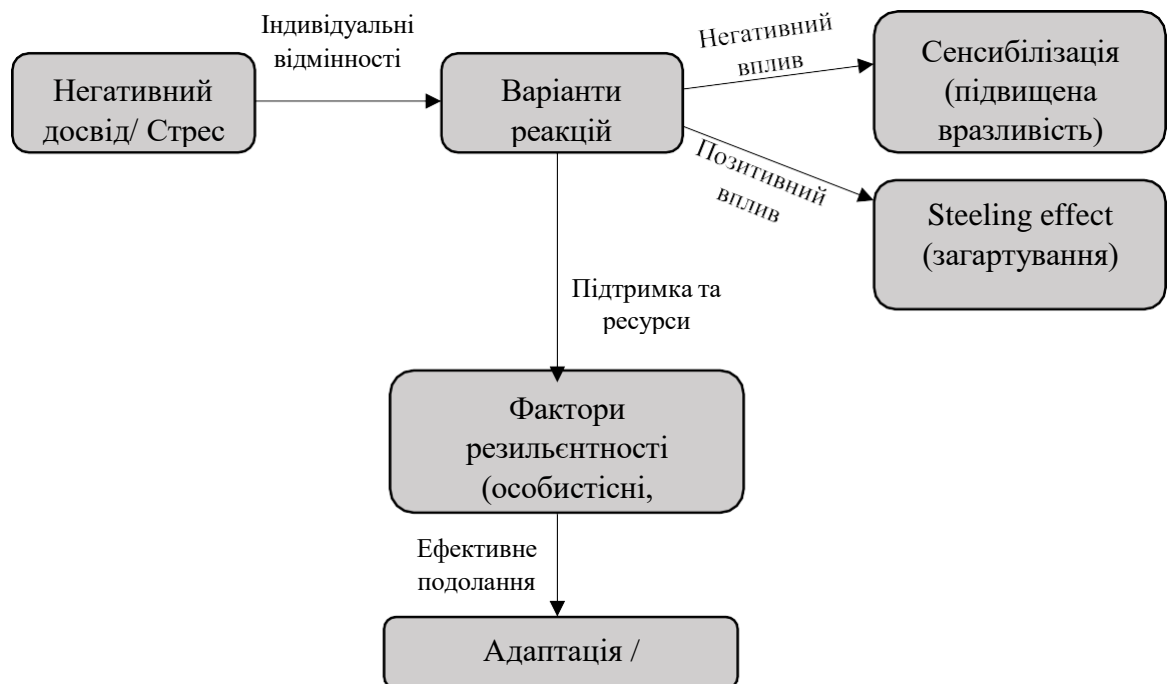 Негативний
досвід/ Стрес
Індивідуальні
відмінності
Варіанти
реакцій
Негативний
вплив
Сенсибілізація
(підвищена
вразливість)
Позитивний
вплив
Steeling effect
(загартування)
Підтримка та
ресурси
Фактори
резильєнтності
(особистісні,
Ефективне
подолання
Адаптація /